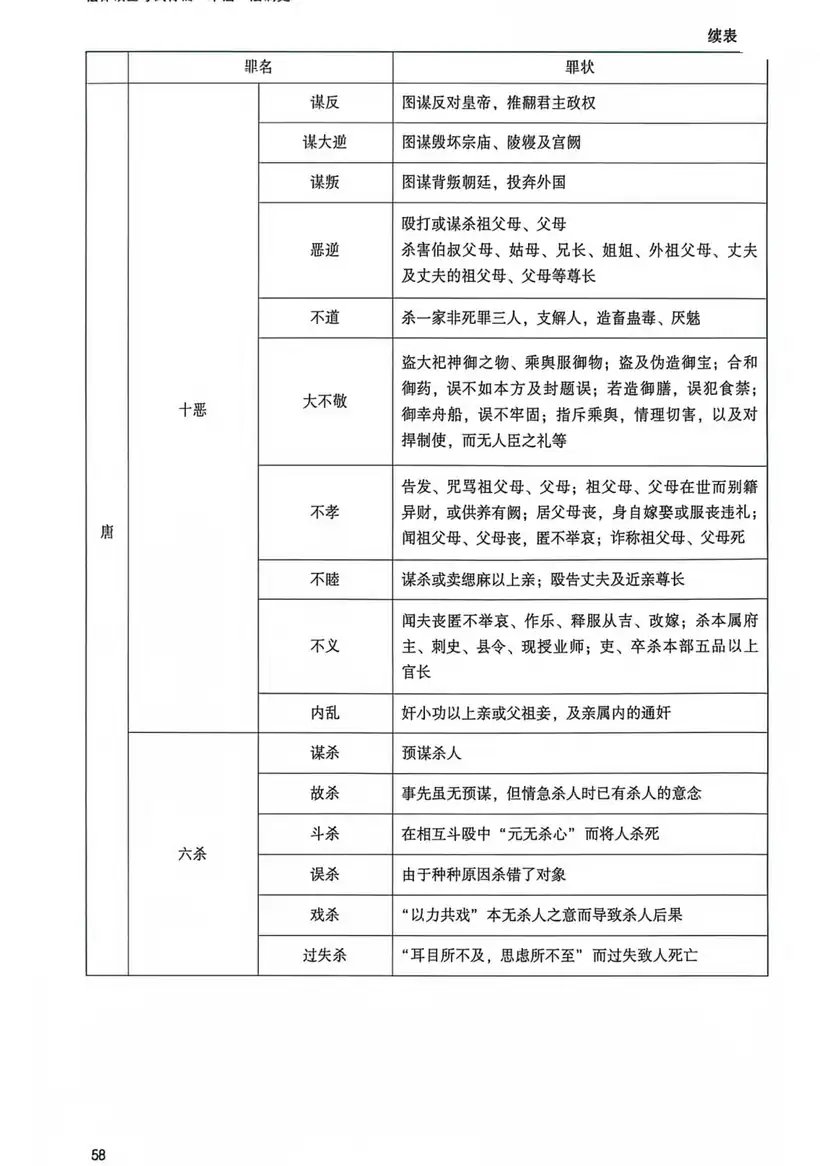 续表
罪名 罪状
唐
十恶
谋反 图谋反对皇帝，推翻君主政权
谋大逆 图谋毁坏宗庙、陵寝及宫阙
谋叛 图谋背叛朝廷，投奔外国
恶逆
殴打或谋杀祖父母、父母
杀害伯叔父母、姑母、兄长、姐姐、外祖父母、丈夫
及丈夫的祖父母、父母等尊长
不道 杀一家非死罪三人，支解人，造畜蛊毒、厌魅
大不敬
盗大祀神御之物、乘舆服御物；盗及伪造御宝；合和
御药，误不如本方及封题误；若造御膳，误犯食禁；
御幸舟船，误不牢固；指斥乘舆，情理切害，以及对
捍制使，而无人臣之礼等
不孝
告发、咒骂祖父母、父母；祖父母、父母在世而别籍
异财，或供养有阙；居父母丧，身自嫁娶或服丧违礼；
闻祖父母、父母丧，匿不举哀；诈称祖父母、父母死
不睦 谋杀或卖缌麻以上亲；殴告丈夫及近亲尊长
不义
闻夫丧匿不举哀、作乐、释服从吉、改嫁；杀本属府
主、刺史、县令、现授业师；吏、卒杀本部五品以上
官长
内乱 奸小功以上亲或父祖妾，及亲属内的通奸
六杀
谋杀 预谋杀人
故杀 事先虽无预谋，但情急杀人时已有杀人的意念
斗杀 在相互斗殴中“元无杀心”而将人杀死
误杀 由于种种原因杀错了对象
戏杀 “以力共戏”本无杀人之意而导致杀人后果
过失杀 “耳目所不及，思虑所不至”而过失致人死亡
58